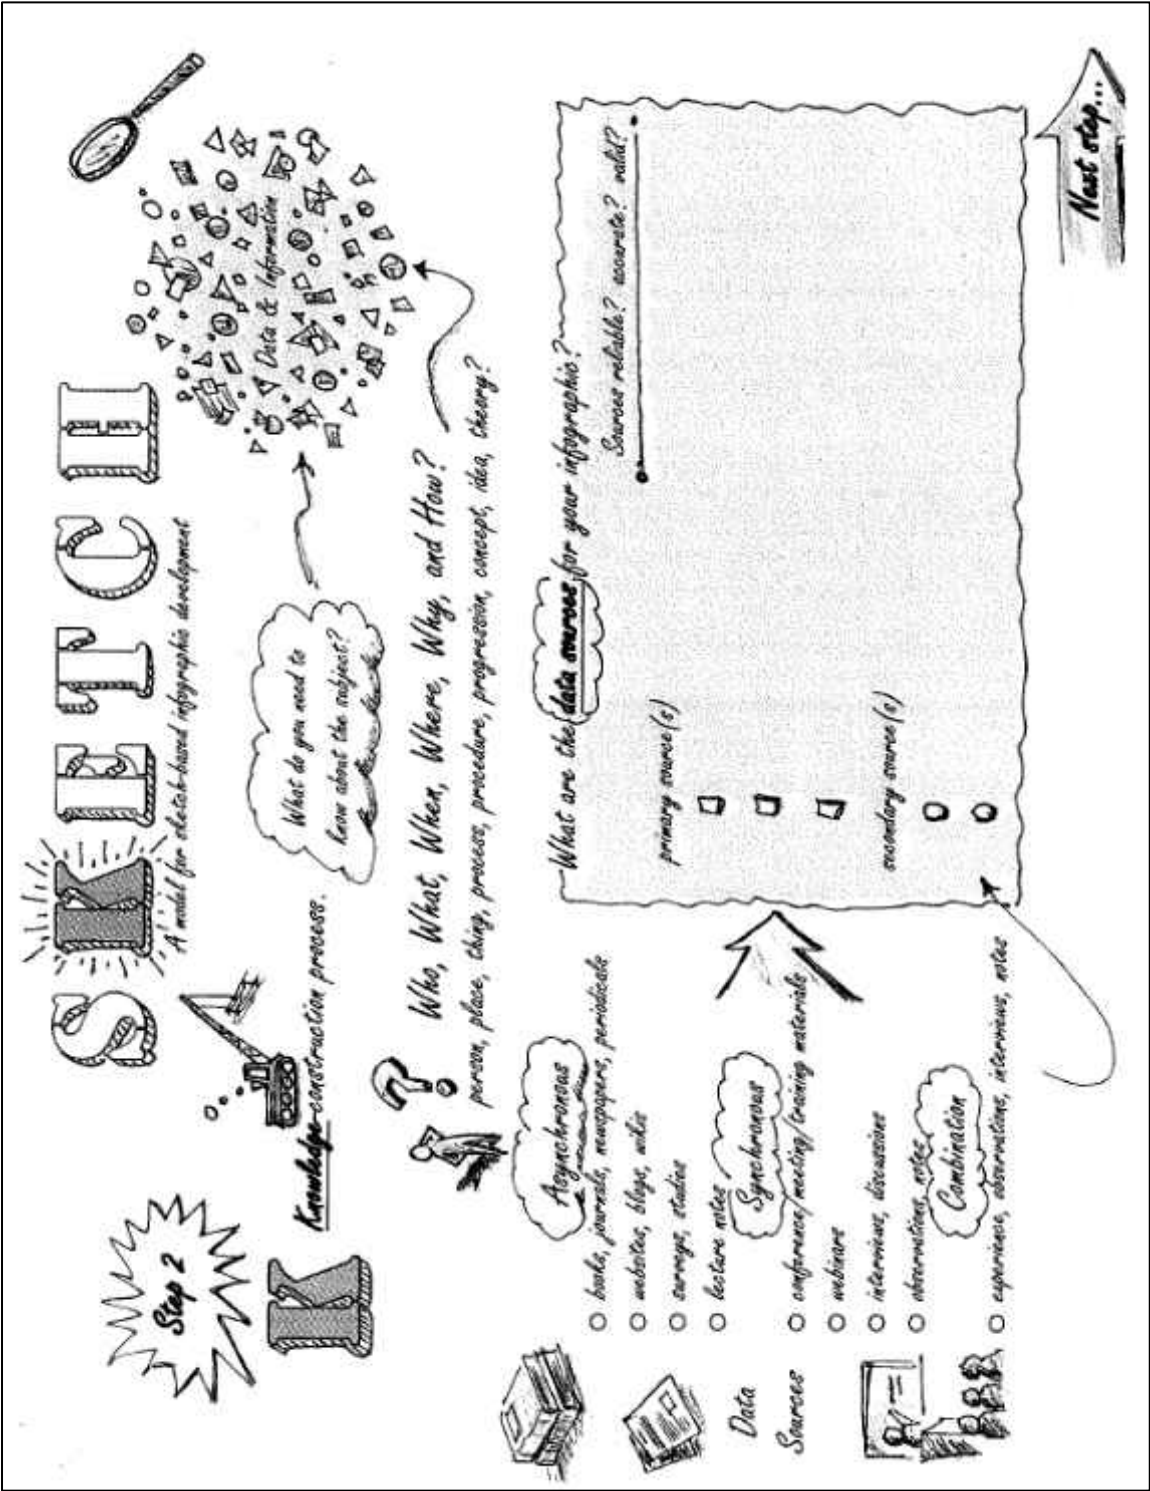 SKETCH
A model for sketch-based infographic development
Step 2
K
Knowledge-construction process.
What do you need to
know about the subject?
Data & Information
Who, What, When, Where, Why, and How?
person, place, thing, process, procedure, progression, concept, idea, theory?
Asynchronous
books, journals, newspapers, periodicals
websites, blogs, wikis
surveys, studies
lecture notes
Data
Sources
Synchronous
conference/meeting/training materials
webinars
interviews, discussions
observations, notes
Combination
experience, observations, interviews, notes
What are the data sources for your infographic?
Sources reliable? accurate? valid?
primary source(s)
secondary source(s)
Next step...